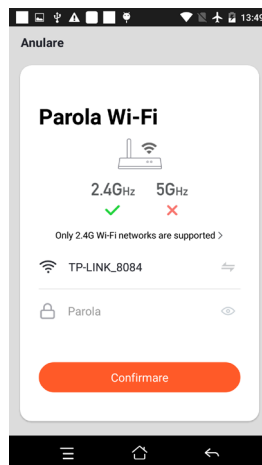 13:49
Anulare
Parola Wi-Fi
2.4GHz 5GHz
Only 2.4G Wi-Fi networks are supported >
TP-LINK_8084
Parola
Confirmare